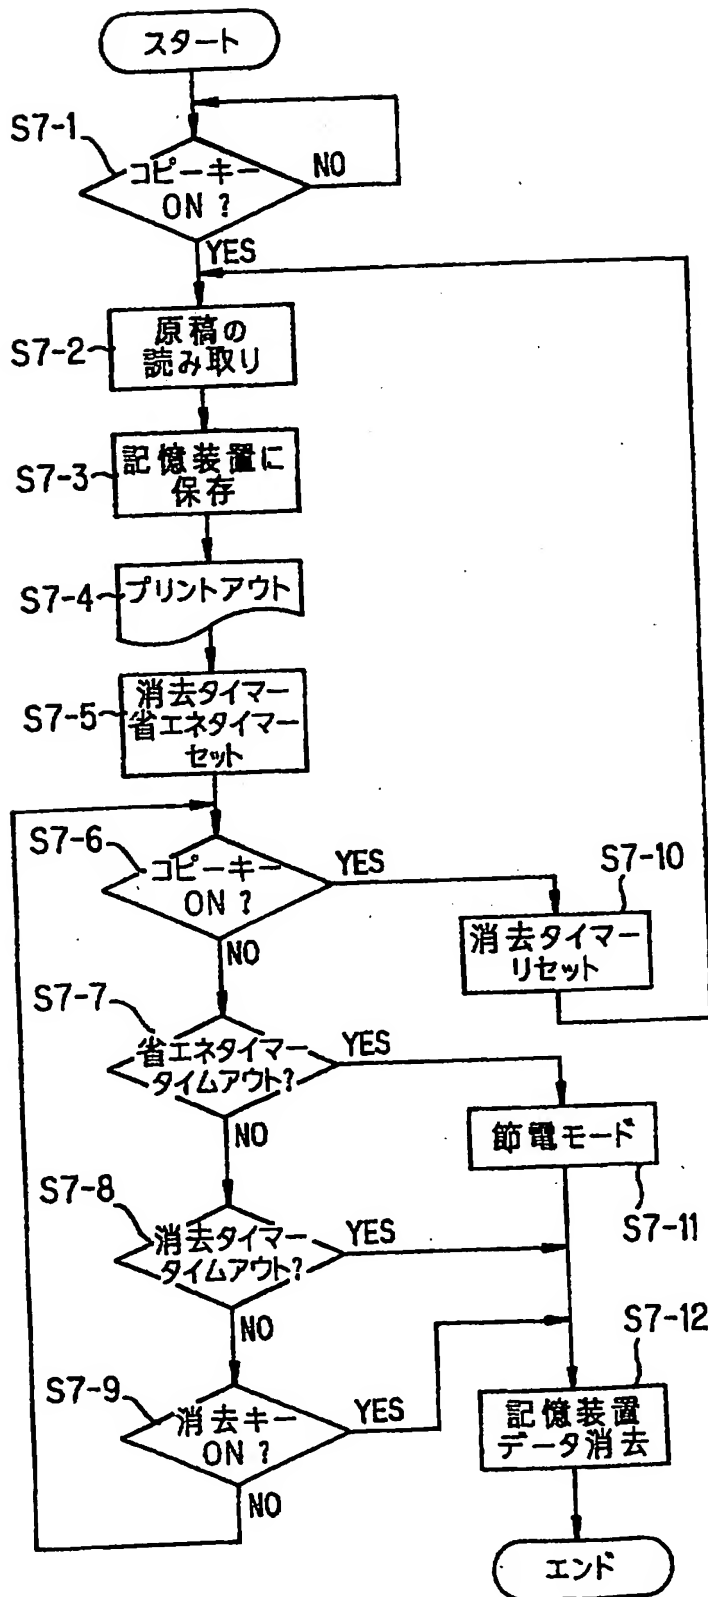 スタート
S7-1
コピーキー
ON ?
NO
YES
S7-2
原稿の
読み取り
S7-3
記憶装置に
保存
S7-4
プリントアウト
S7-5
消去タイマー
省エネタイマー
セット
S7-6
コピーキー
ON ?
YES
NO
S7-10
消去タイマー
リセット
S7-7
省エネタイマー
タイムアウト?
YES
NO
節電モード
S7-11
S7-8
消去タイマー
タイムアウト?
YES
NO
S7-9
消去キー
ON ?
YES
NO
S7-12
記憶装置
データ消去
エンド